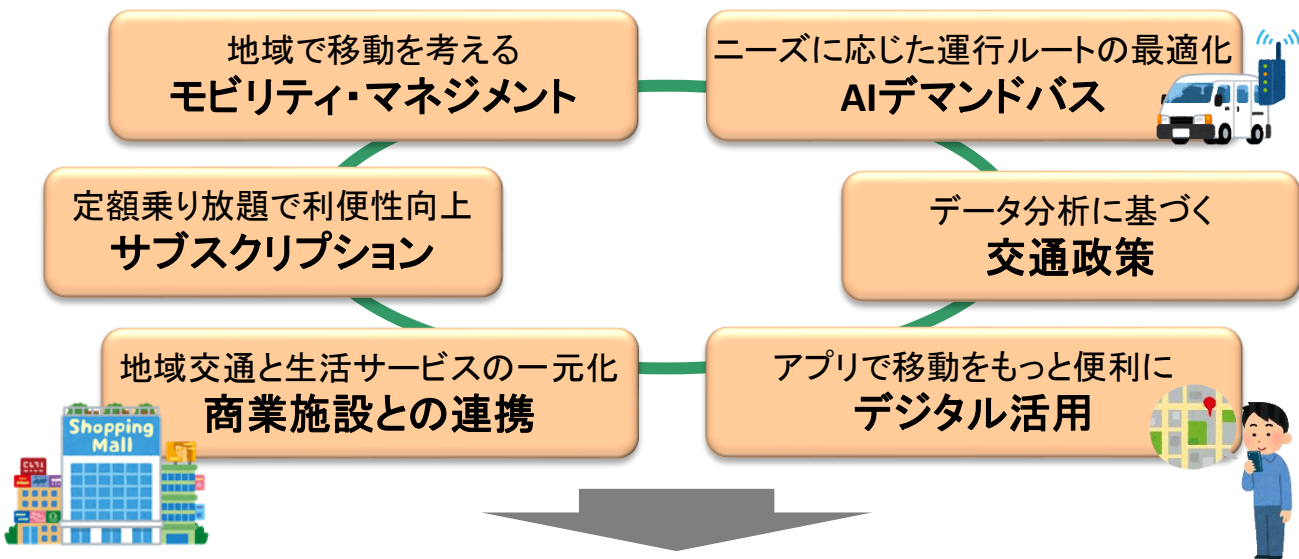 地域で移動を考える
モビリティ・マネジメント
ニーズに応じた運行ルートの最適化
AIデマンドバス
定額乗り放題で利便性向上
サブスクリプション
データ分析に基づく
交通政策
地域交通と生活サービスの一元化
商業施設との連携
アプリで移動をもっと便利に
デジタル活用
Shopping
Mall